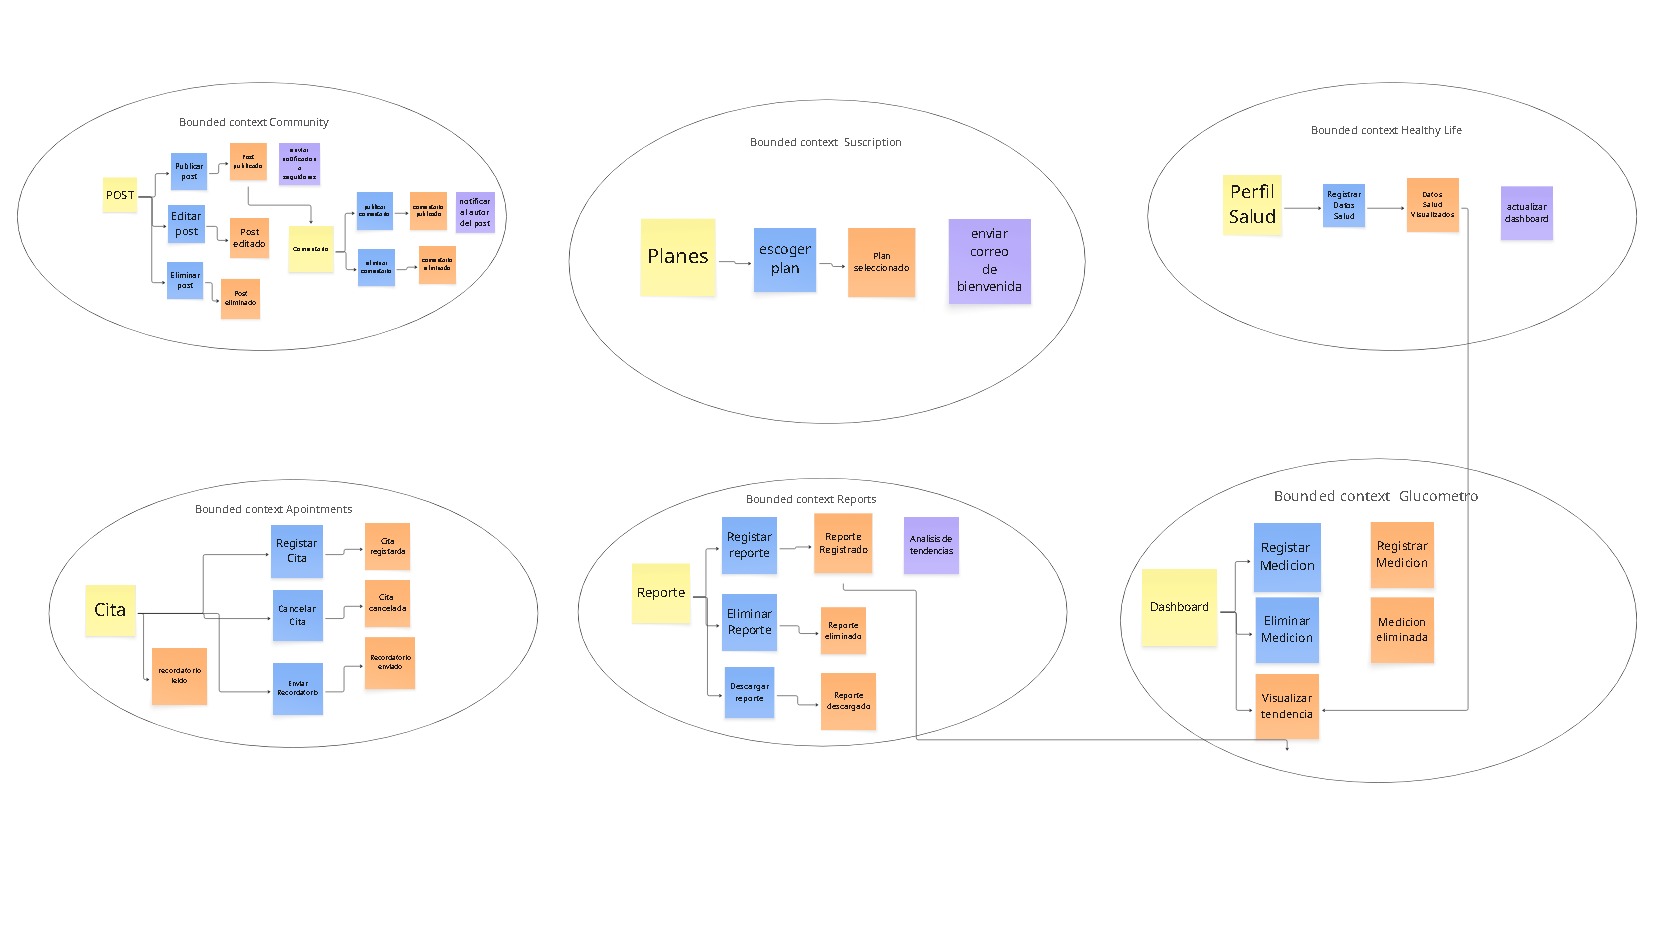 Bounded context Community
POST
Publicar
post
Post
publicado
enviar
notificacion
a
seguidores
Editar
post
Post
editado
Eliminar
post
Post
eliminado
Comentario
publicar
comentario
comentario
publicado
notificar
al autor
del post
eliminar
comentario
comentario
eliminado
Bounded context  Suscription
Planes
escoger
plan
Plan
seleccionado
enviar
correo
de
bienvenida
Bounded context Healthy Life
Perfil
Salud
Registrar
Datos
Salud
Datos
Salud
Visualizados
actualizar
dashboard
Bounded context Apointments
Cita
Registar
Cita
Cita
registarda
Cancelar
Cita
Cita
cancelada
recordatorio
leido
Enviar
Recordatorio
Recordatorio
enviado
Bounded context Reports
Reporte
Registar
reporte
Reporte
Registrado
Analisis de
tendencias
Eliminar
Reporte
Reporte
eliminado
Descargar
reporte
Reporte
descargado
Bounded context  Glucometro
Dashboard
Registar
Medicion
Registrar
Medicion
Eliminar
Medicion
Medicion
eliminada
Visualizar
tendencia